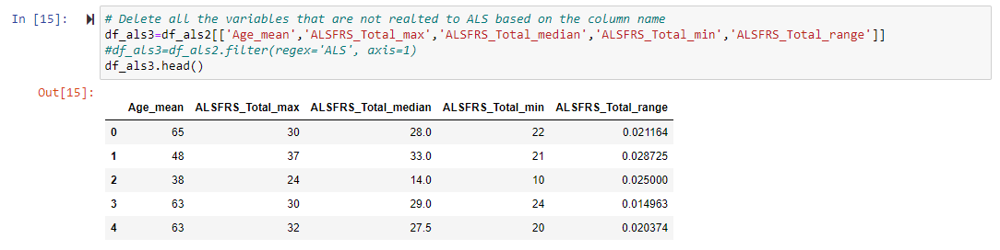 In [15]: # Delete all the variables that are not realted to ALS based on the column name
df_als3=df_als2[['Age_mean','ALSFRS_Total_max','ALSFRS_Total_median','ALSFRS_Total_min','ALSFRS_Total_range']]
#df_als3=df_als2.filter(regex='ALS', axis=1)
df_als3.head()
Out[15]:
Age_mean ALSFRS_Total_max ALSFRS_Total_median ALSFRS_Total_min ALSFRS_Total_range
0 65 30 28.0 22 0.021164
1 48 37 33.0 21 0.028725
2 38 24 14.0 10 0.025000
3 63 30 29.0 24 0.014963
4 63 32 27.5 20 0.020374